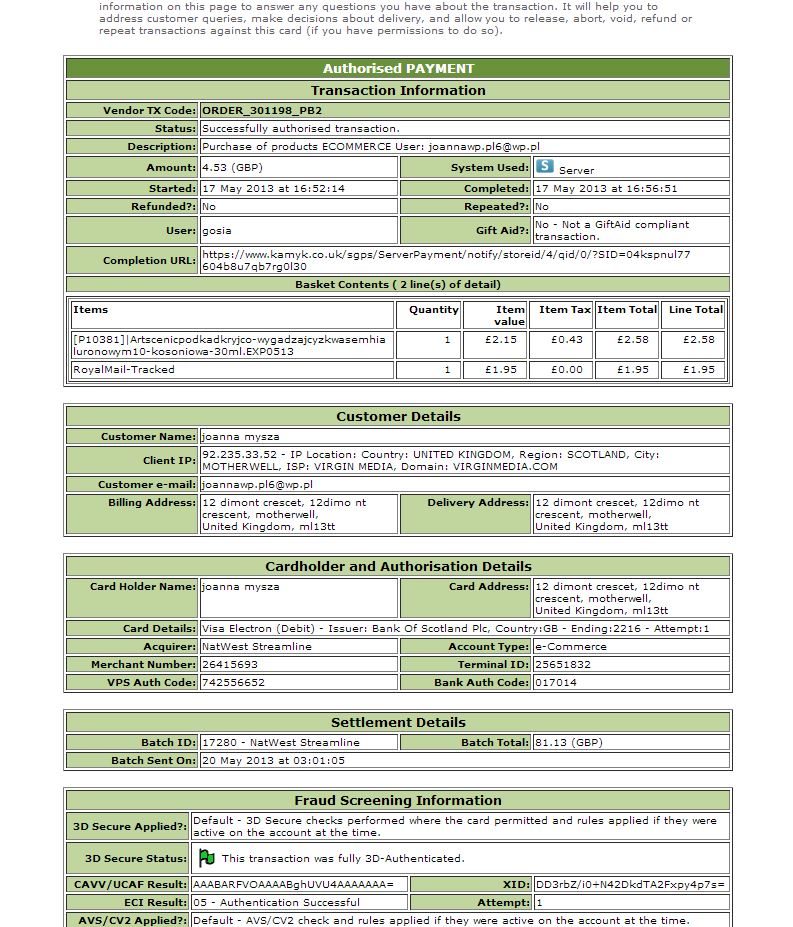 information on this page to answer any questions you have about the transaction. It will help you to
address customer queries, make decisions about delivery, and allow you to release, abort, void, refund or
repeat transactions against this card (if you have permissions to do so).
Authorised PAYMENT
Transaction Information
Vendor TX Code: ORDER_301198_PB2
Status: Successfully authorised transaction.
Description: Purchase of products ECOMMERCE User: joannawp.pl6@wp.pl
Amount: 4.53 (GBP) System Used: S Server
Started: 17 May 2013 at 16:52:14 Completed: 17 May 2013 at 16:56:51
Refunded?: No Repeated?: No
User: gosia Gift Aid?: No - Not a GiftAid compliant
transaction.
Completion URL: https://www.kamyk.co.uk/sgps/ServerPayment/notify/storeid/4/qid/0/?SID=04kspnul77
604b8u7qb7rg0l30
Basket Contents ( 2 line(s) of detail)
Items Quantity Item
value Item Tax Item Total Line Total
[P10381]|Artscenicpodkadkryjco-wygadzajcyzkwasemhia
luronowym10-kosoniowa-30ml.EXP0513 1 £2.15 £0.43 £2.58 £2.58
RoyalMail-Tracked 1 £1.95 £0.00 £1.95 £1.95
Customer Details
Customer Name: joanna mysza
Client IP: 92.235.33.52 - IP Location: Country: UNITED KINGDOM, Region: SCOTLAND, City:
MOTHERWELL, ISP: VIRGIN MEDIA, Domain: VIRGINMEDIA.COM
Customer e-mail: joannawp.pl6@wp.pl
Billing Address: 12 dimont crescet, 12dimo nt
crescent, motherwell,
United Kingdom, ml13tt
Delivery Address: 12 dimont crescet, 12dimo nt
crescent, motherwell,
United Kingdom, ml13tt
Cardholder and Authorisation Details
Card Holder Name: joanna mysza Card Address: 12 dimont crescet, 12dimo nt
crescent, motherwell,
United Kingdom, ml13tt
Card Details: Visa Electron (Debit) - Issuer: Bank Of Scotland Plc, Country:GB - Ending:2216 - Attempt:1
Acquirer: NatWest Streamline Account Type: e-Commerce
Merchant Number: 26415693 Terminal ID: 25651832
VPS Auth Code: 742556652 Bank Auth Code: 017014
Settlement Details
Batch ID: 17280 - NatWest Streamline Batch Total: 81.13 (GBP)
Batch Sent On: 20 May 2013 at 03:01:05
Fraud Screening Information
3D Secure Applied?: Default - 3D Secure checks performed where the card permitted and rules applied if they were
active on the account at the time.
3D Secure Status: This transaction was fully 3D-Authenticated.
CAVV/UCAF Result: AAABARFVOAAAABghUVU4AAAAAAA= XID: DD3rbZ/i0+N42DkdTA2Fxpy4p7s=
ECI Result: 05 - Authentication Successful Attempt: 1
AVS/CV2 Applied?: Default - AVS/CV2 check and rules applied if they were active on the account at the time.